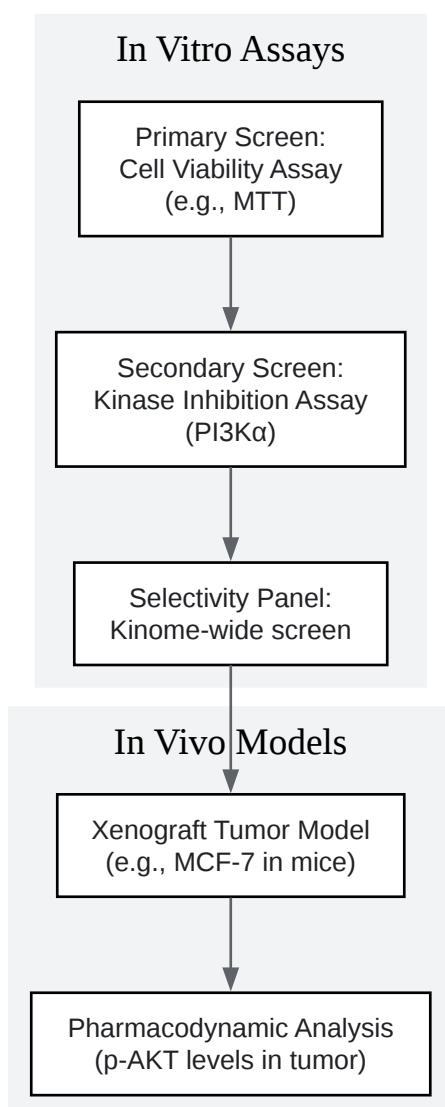 In Vitro Assays
Primary Screen:
Cell Viability Assay
(e.g., MTT)
Secondary Screen:
Kinase Inhibition Assay
(PI3Kα)
Selectivity Panel:
Kinome-wide screen
In Vivo Models
Xenograft Tumor Model
(e.g., MCF-7 in mice)
Pharmacodynamic Analysis
(p-AKT levels in tumor)